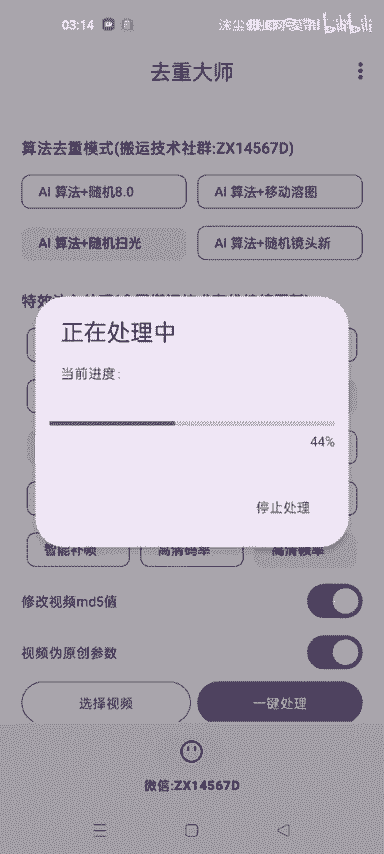 03:14
去重大师
算法去重模式(搬运技术社群:ZX14567D)
AI 算法+随机8.0
AI 算法+移动溶图
AI 算法+随机扫光
AI 算法+随机镜头新
正在处理中
当前进度:
44%
停止处理
智能补帧
高清码率
高清帧率
修改视频md5值
视频伪原创参数
选择视频
一键处理
微信:ZX14567D